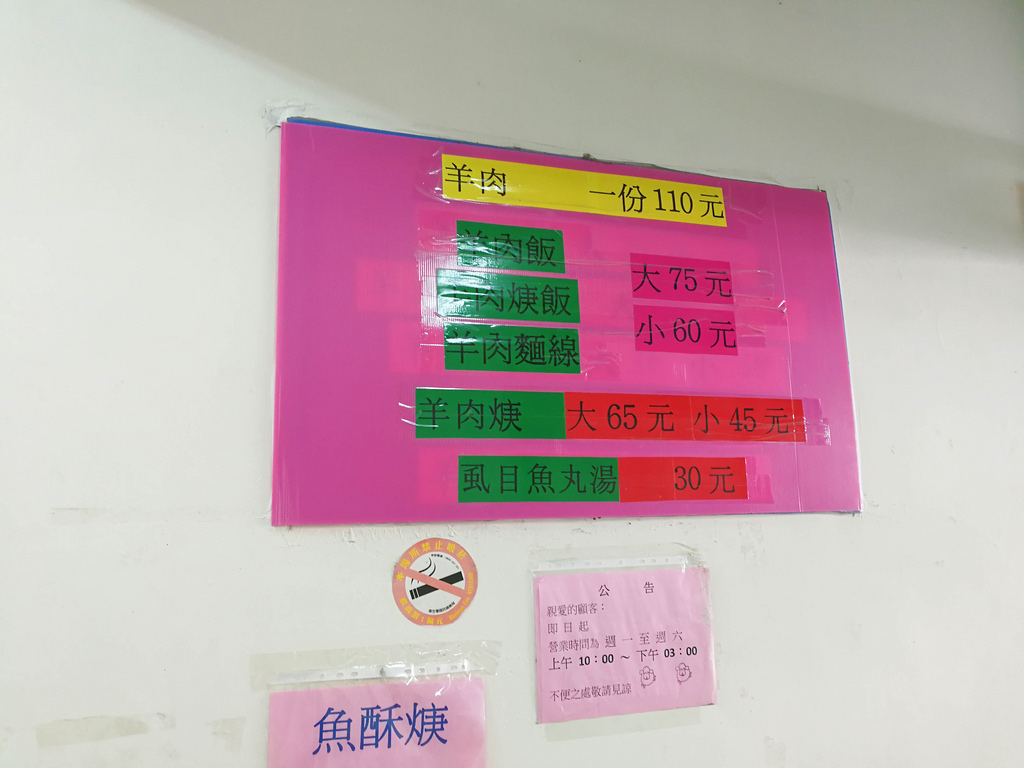 羊肉 一份 110 元
羊肉飯
羊肉焿飯
羊肉麵線
大 75 元
小 60 元
羊肉焿 大 65 元 小 45 元
虱目魚丸湯 30 元
公 告
親愛的顧客：
即 日 起
營業時間為 週 一 至 週 六
上午 10：00 ～ 下午 03：00
不便之處敬請見諒
魚酥焿